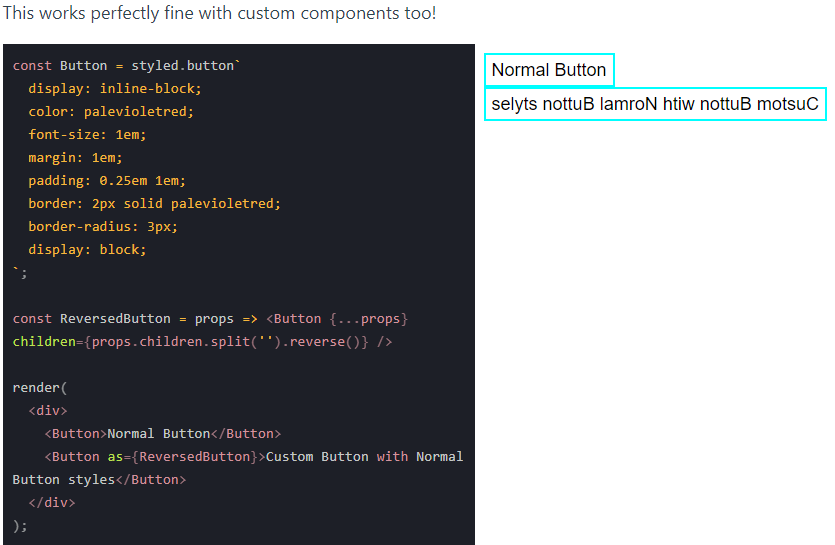 This works perfectly fine with custom components too!
const Button = styled.button`
display: inline-block;
color: palevioletred;
font-size: 1em;
margin: 1em;
padding: 0.25em 1em;
border: 2px solid palevioletred;
border-radius: 3px;
display: block;
`;
const ReversedButton = props => <Button {...props}
children={props.children.split('').reverse()} />
render(
<div>
<Button>Normal Button</Button>
<Button as={ReversedButton}>Custom Button with Normal
Button styles</Button>
</div>
);
Normal Button
selyts nottuB lamroN htiw nottuB motsuC